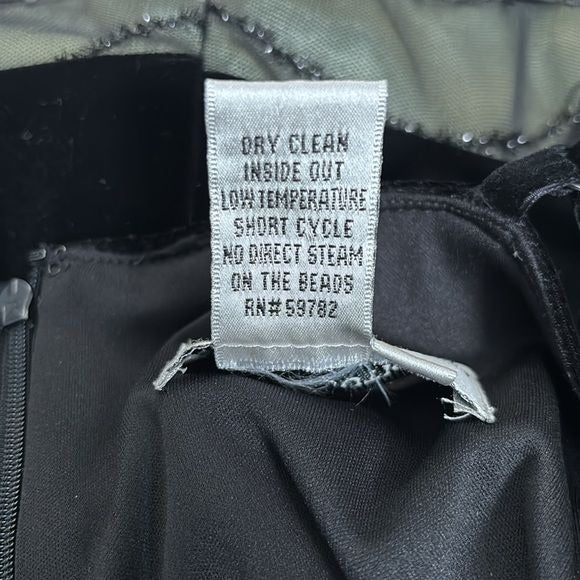 DRY CLEAN
INSIDE OUT
LOW TEMPERATURE
SHORT CYCLE
NO DIRECT STEAM
ON THE BEADS
RN# 59782